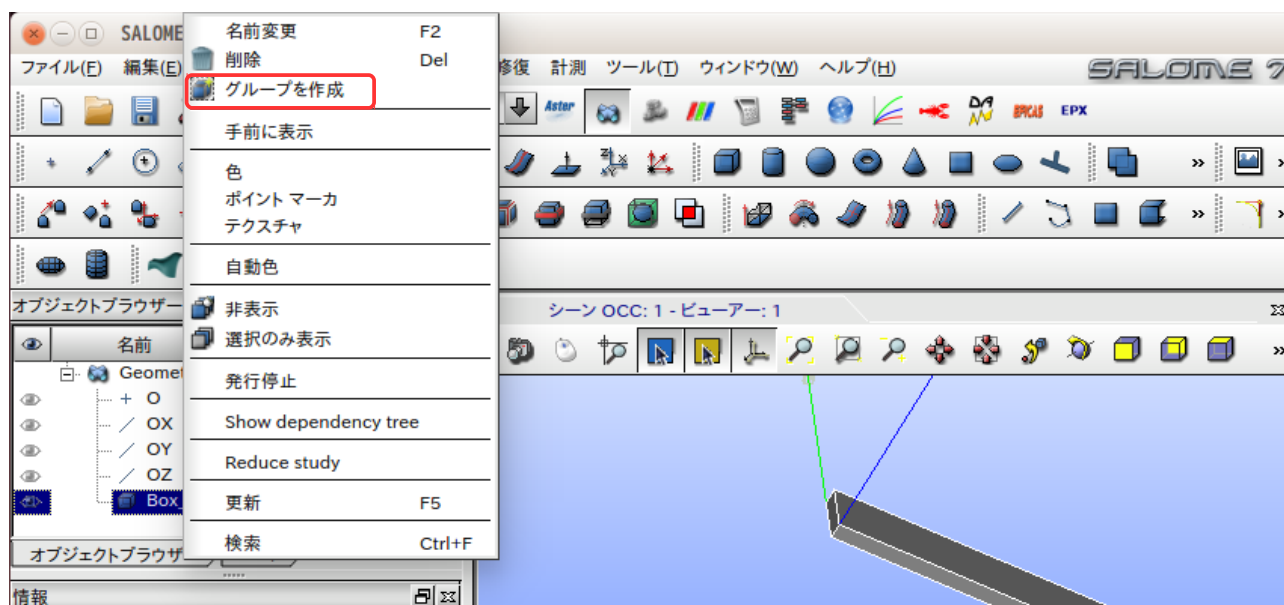 SALOME
名前変更 F2
削除 Del
グループを作成
手前に表示
色
ポイント マーカ
テクスチャ
自動色
非表示
選択のみ表示
発行停止
Show dependency tree
Reduce study
更新 F5
検索 Ctrl+F
ファイル(F) 編集(E) 修復 計測 ツール(T) ウィンドウ(W) ヘルプ(H)
SALOME 7
Aster
EPX
オブジェクトブラウザー
シーン OCC: 1 - ビューアー: 1
名前
Geomet
O
OX
OY
OZ
Box_
オブジェクトブラウザ
情報